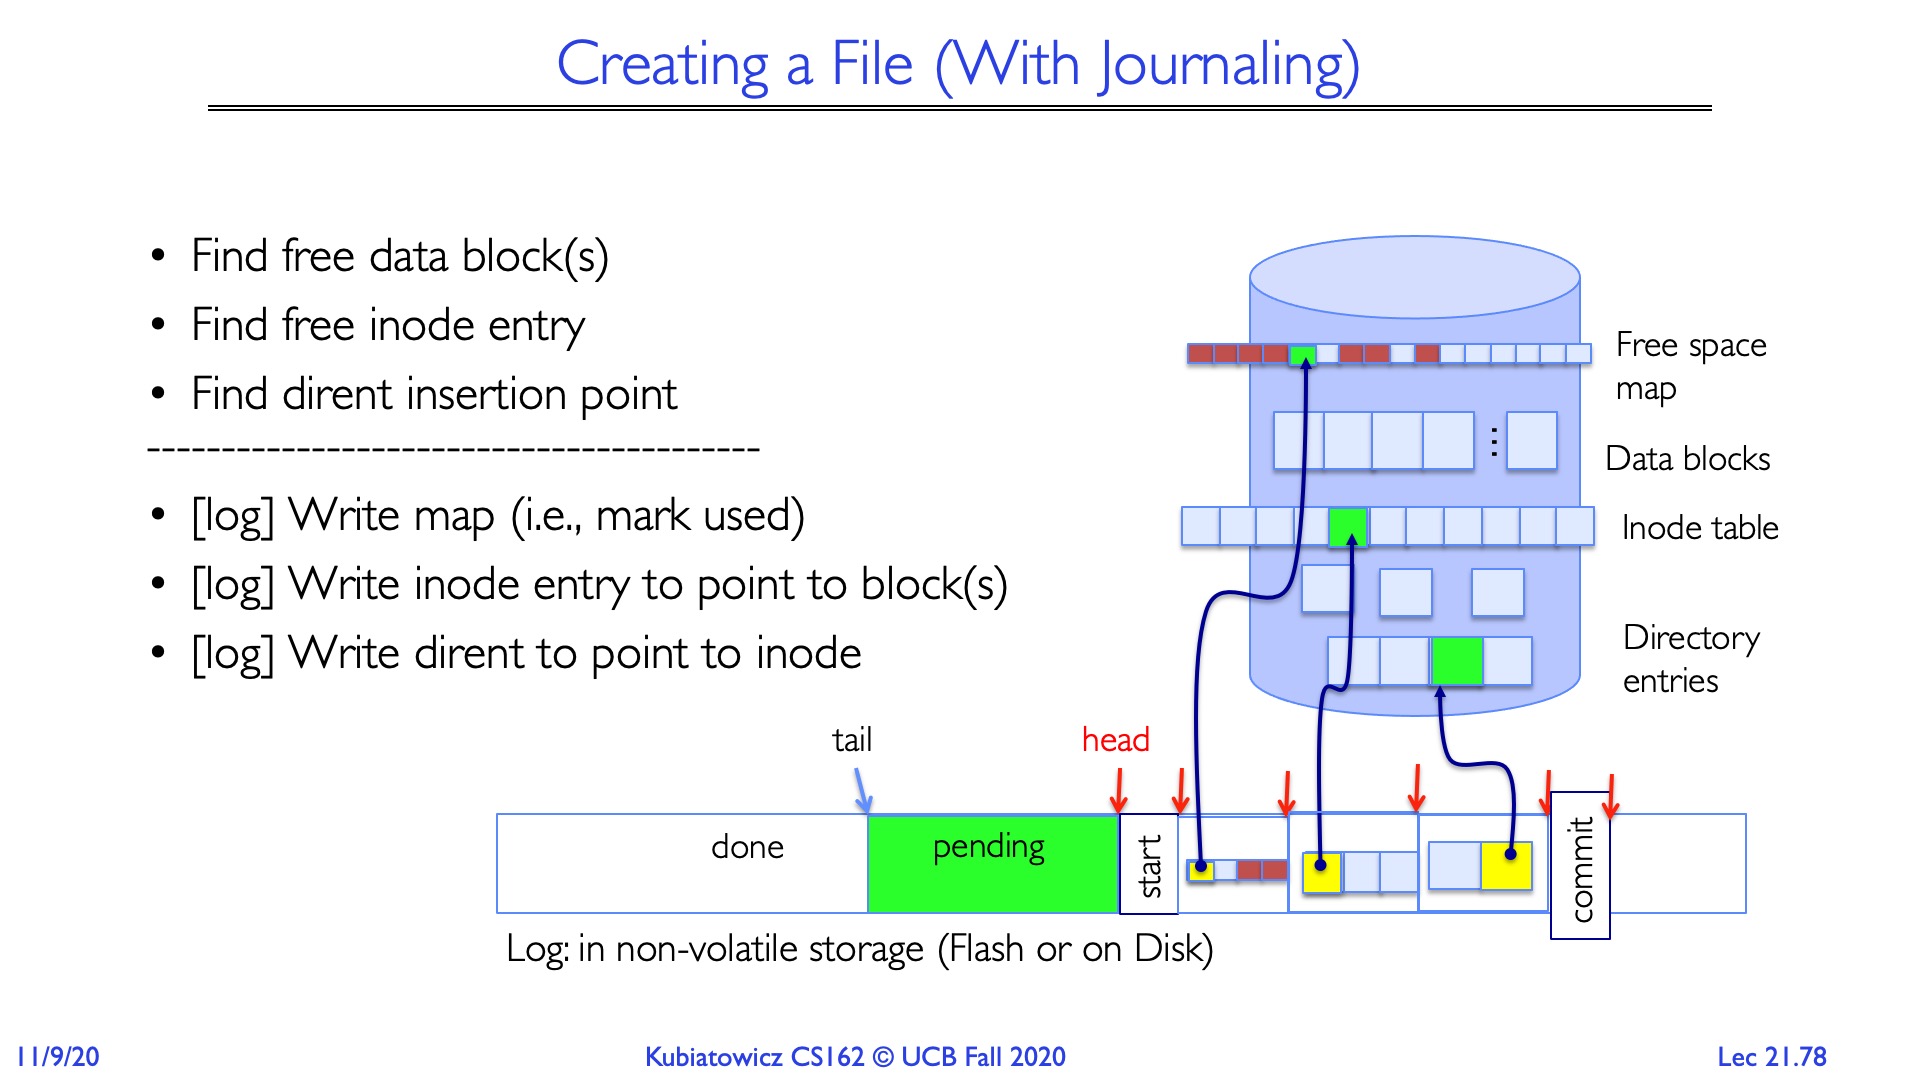 Creating a File (With Journaling)
• Find free data block(s)
• Find free inode entry
• Find dirent insertion point
-----------------------------------------
• [log] Write map (i.e., mark used)
• [log] Write inode entry to point to block(s)
• [log] Write dirent to point to inode
Free space
map
Data blocks
Inode table
Directory
entries
tail
head
done
pending
start
commit
Log: in non-volatile storage (Flash or on Disk)
11/9/20
Kubiatowicz CS162 © UCB Fall 2020
Lec 21.78